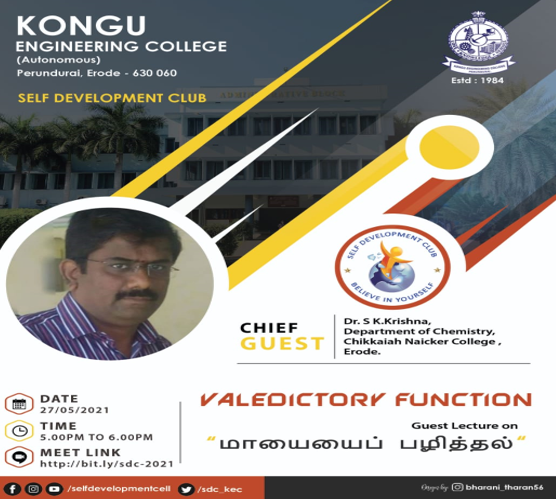 KONGU
ENGINEERING COLLEGE
(Autonomous)
Perundurai, Erode - 630 060
SELF DEVELOPMENT CLUB
Estd : 1984
SELF DEVELOPMENT CLUB
BELIEVE IN YOURSELF
CHIEF
GUEST
Dr. S K.Krishna,
Department of Chemistry,
Chikkaiah Naicker College ,
Erode.
DATE
27/05/2021
TIME
5.00PM TO 6.00PM
MEET LINK
http://bit.ly/sdc-2021
VALEDICTORY FUNCTION
Guest Lecture on
“மாயையைப் பழித்தல்“
/selfdevelopmentcell /sdc_kec
bharani_tharan56